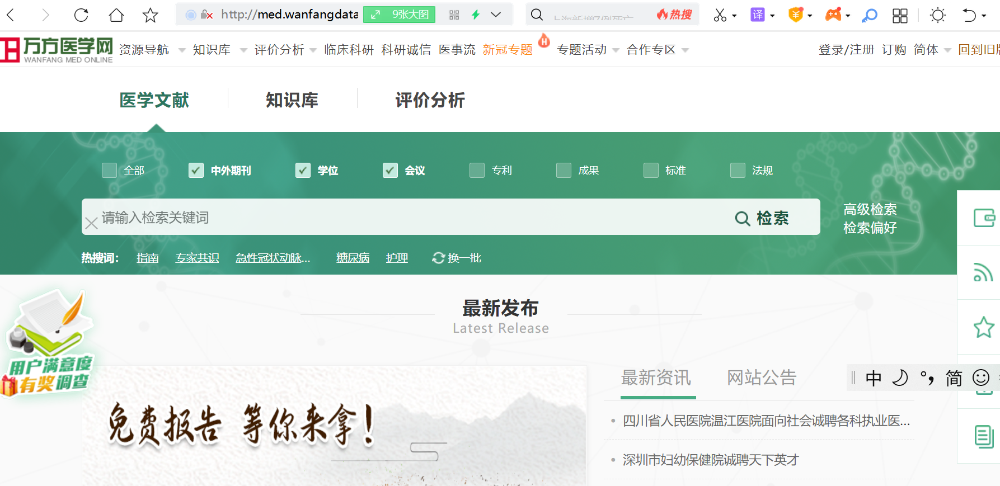 http://med.wanfangdata
9张大图
上海新增7例死亡
热搜
译
万方医学网
WANFANG MED ONLINE
资源导航 知识库 评价分析 临床科研 科研诚信 医事流 新冠专题 H 专题活动 合作专区 登录/注册 订购 简体 回到旧版
医学文献 知识库 评价分析
全部 中外期刊 学位 会议 专利 成果 标准 法规
请输入检索关键词 检索
高级检索
检索偏好
热搜词： 指南 专家共识 急性冠状动脉... 糖尿病 护理 换一批
最新发布
Latest Release
用户满意度
有奖调查
最新资讯 网站公告
中 简
免费报告 等你来拿!
四川省人民医院温江医院面向社会诚聘各科执业医...
深圳市妇幼保健院诚聘天下英才